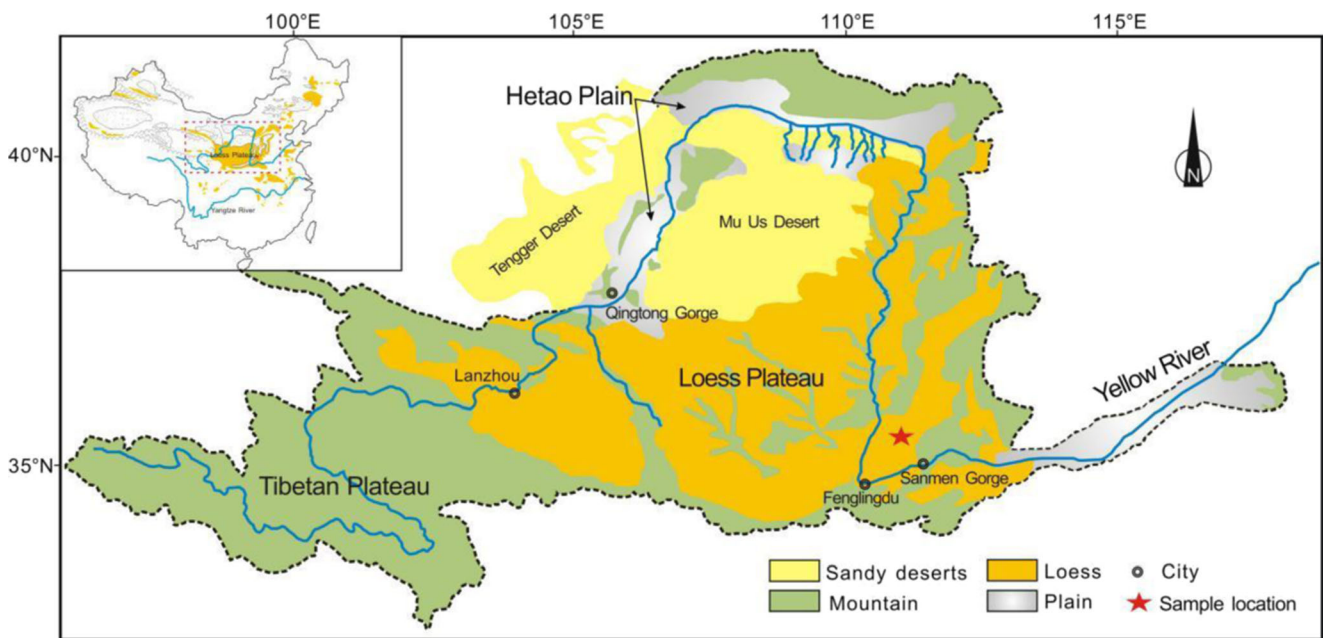 100°E 105°E 110°E 115°E
Hetao Plain
40°N
Loess Plateau
Yangtze River
N
Tengger Desert
Mu Us Desert
Qingtong Gorge
Yellow River
Lanzhou
Loess Plateau
35°N
Tibetan Plateau
Sanmen Gorge
Fenglingdu
Sandy deserts Loess City
Mountain Plain Sample location